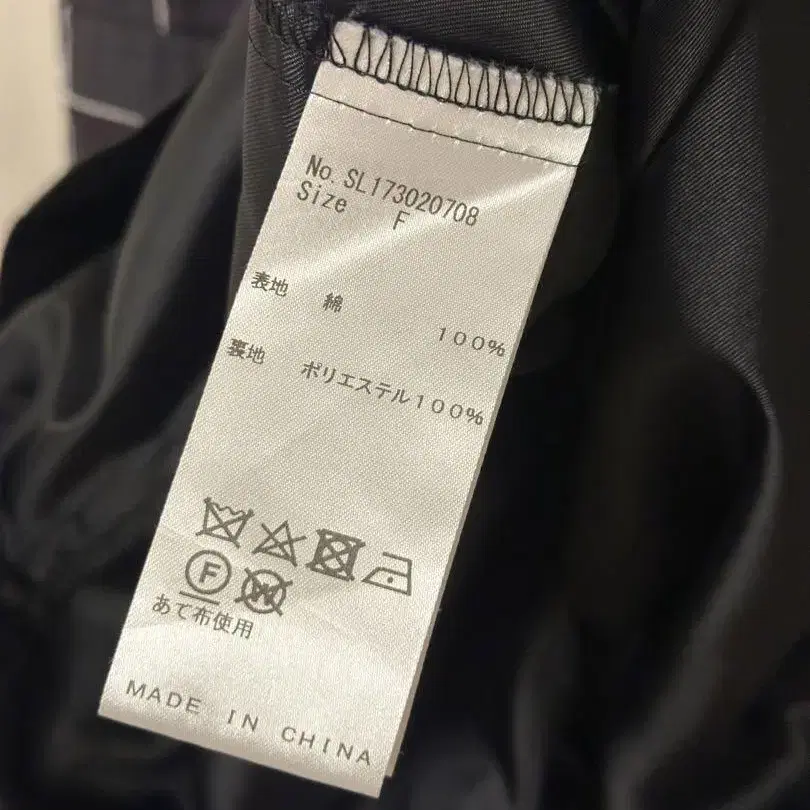 No. SL173020708
Size F
表地 綿 100%
裏地 ポリエステル100%
F W
あて布使用
MADE IN CHINA